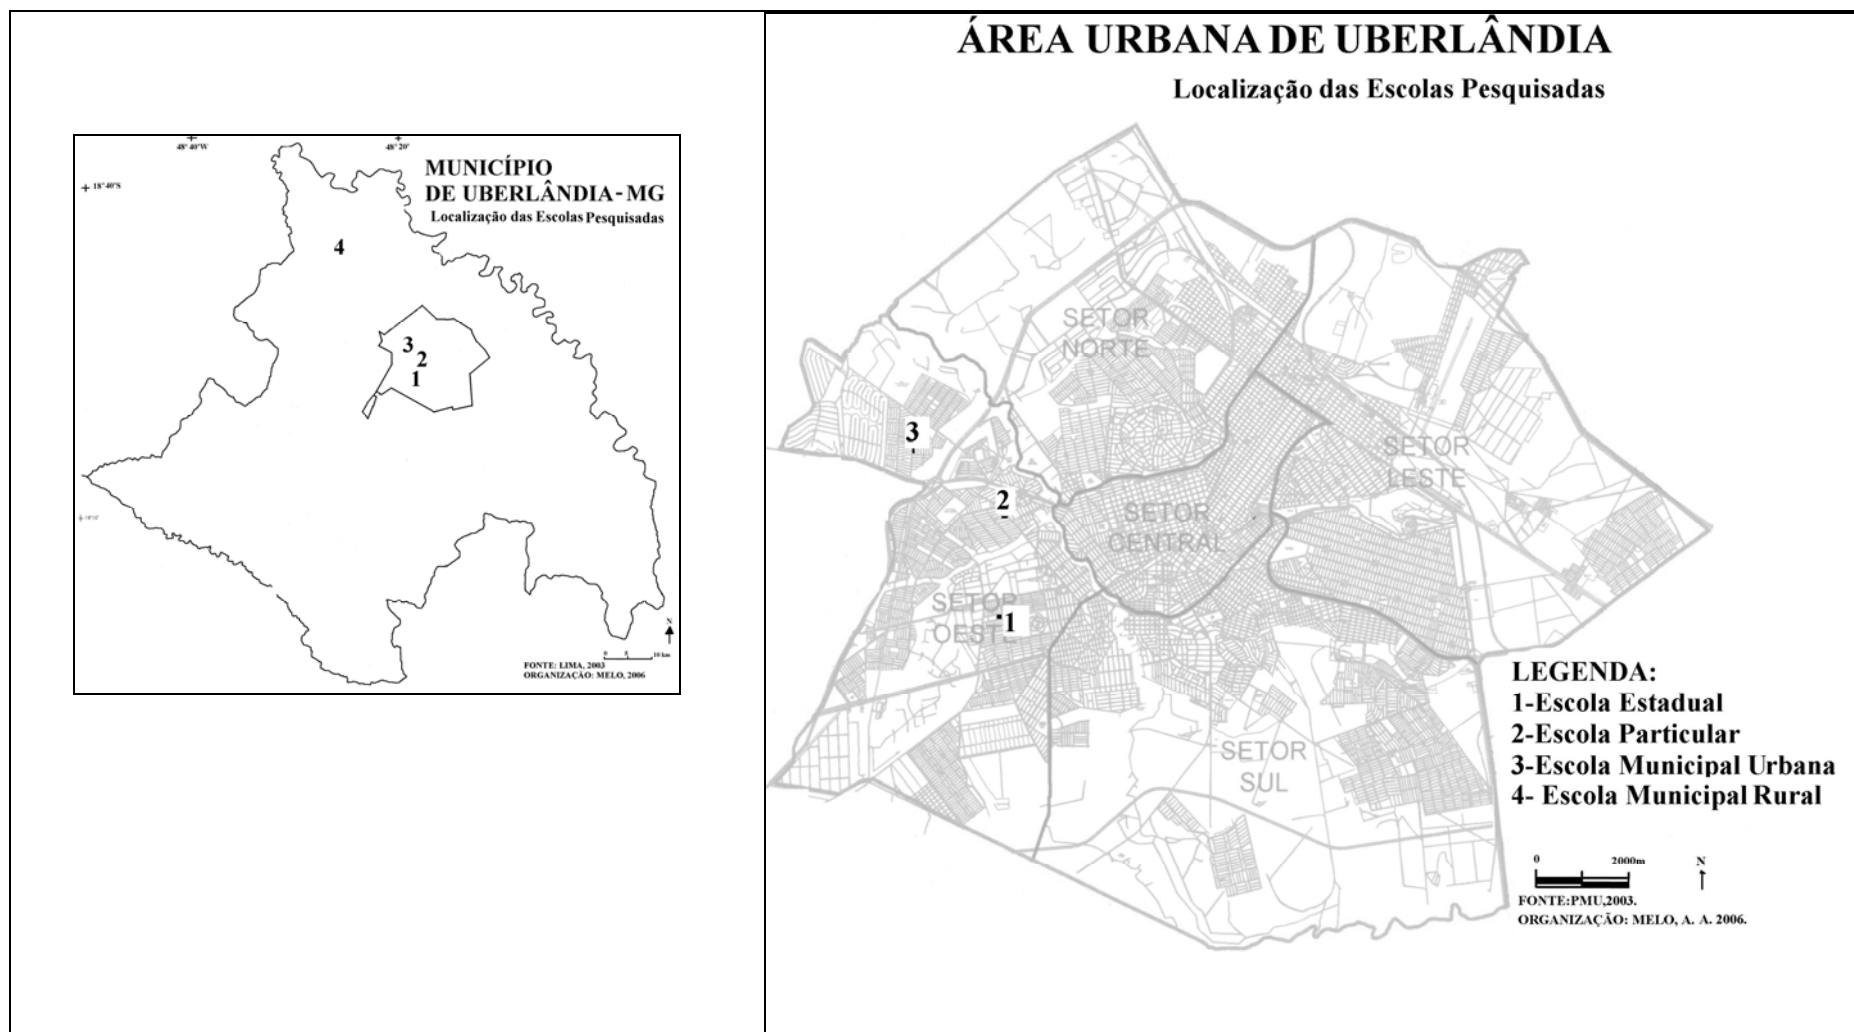 48° 40'W
48° 20'
18°40'S
MUNICÍPIO
DE UBERLÂNDIA-MG
Localização das Escolas Pesquisadas
4
3
2
1
N
0 10 km
FONTE: LIMA, 2003
ORGANIZAÇÃO: MELO, 2006
ÁREA URBANA DE UBERLÂNDIA
Localização das Escolas Pesquisadas
SETOR
NORTE
3
SETOR
LESTE
2
SETOR
CENTRAL
SETOR
OESTE
1
SETOR
SUL
LEGENDA:
1-Escola Estadual
2-Escola Particular
3-Escola Municipal Urbana
4- Escola Municipal Rural
0 2000m
N
FONTE:PMU,2003.
ORGANIZAÇÃO: MELO, A. A. 2006.